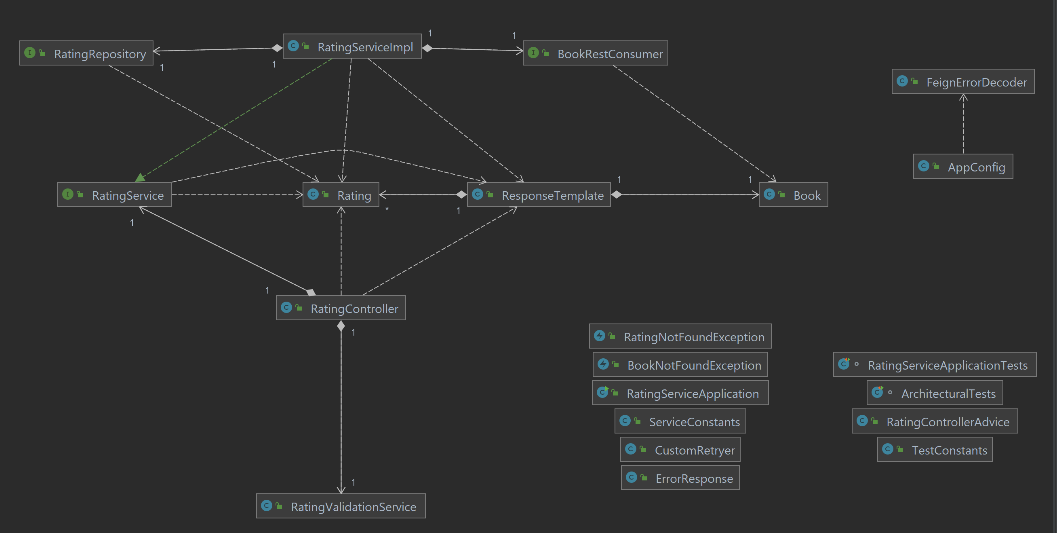 RatingRepository
RatingServiceImpl
BookRestConsumer
1
1
1
1
FeignErrorDecoder
AppConfig
RatingService
Rating
ResponseTemplate
Book
1
1
*
1
1
1
RatingController
1
RatingNotFoundException
BookNotFoundException
RatingServiceApplication
ServiceConstants
CustomRetryer
ErrorResponse
RatingServiceApplicationTests
ArchitecturalTests
RatingControllerAdvice
TestConstants
1
RatingValidationService